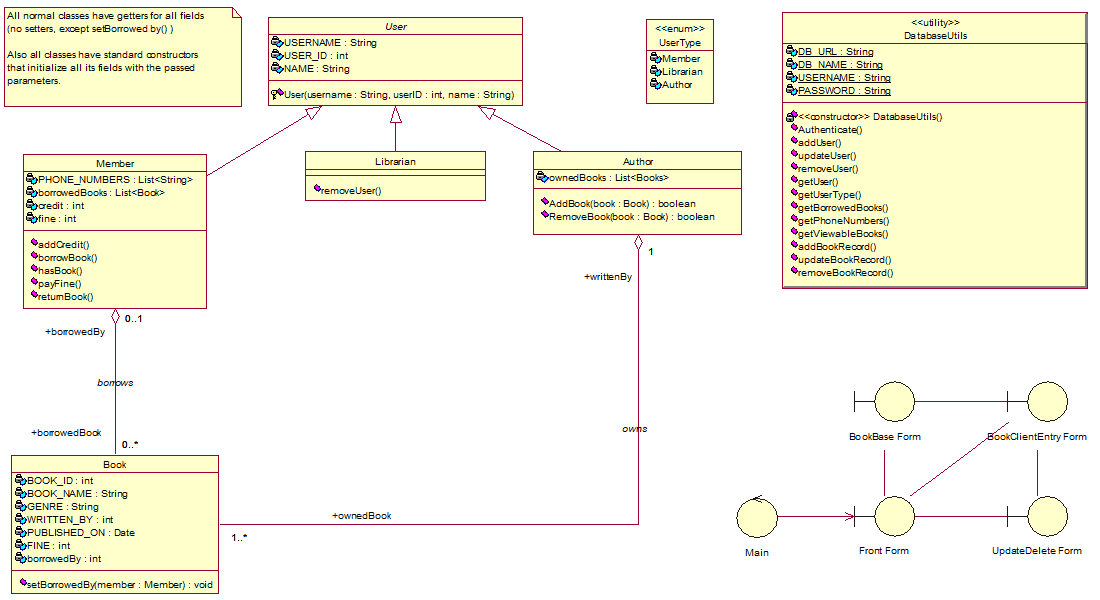 All normal classes have getters for all fields
(no setters, except setBorrowed by() )
Also all classes have standard constructors
that initialize all its fields with the passed
parameters.
User
USERNAME : String
USER_ID : int
NAME : String
User(username : String, userID : int, name : String)
<<enum>>
UserType
Member
Librarian
Author
<<utility>>
DatabaseUtils
DB_URL : String
DB_NAME : String
USERNAME : String
PASSWORD : String
<<constructor>> DatabaseUtils()
Authenticate()
addUser()
updateUser()
removeUser()
getUser()
getUserType()
getBorrowedBooks()
getPhoneNumbers()
getViewableBooks()
addBookRecord()
updateBookRecord()
removeBookRecord()
Member
PHONE_NUMBERS : List<String>
borrowedBooks : List<Book>
credit : int
fine : int
addCredit()
borrowBook()
hasBook()
payFine()
returnBook()
Librarian
removeUser()
Author
ownedBooks : List<Books>
AddBook(book : Book) : boolean
RemoveBook(book : Book) : boolean
1
+writtenBy
0..1
+borrowedBy
borrows
+borrowedBook
0..*
owns
Book
BOOK_ID : int
BOOK_NAME : String
GENRE : String
WRITTEN_BY : int
PUBLISHED_ON : Date
FINE : int
borrowedBy : int
setBorrowedBy(member : Member) : void
+ownedBook
1..*
BookBase Form
BookClientEntry Form
Main
Front Form
UpdateDelete Form